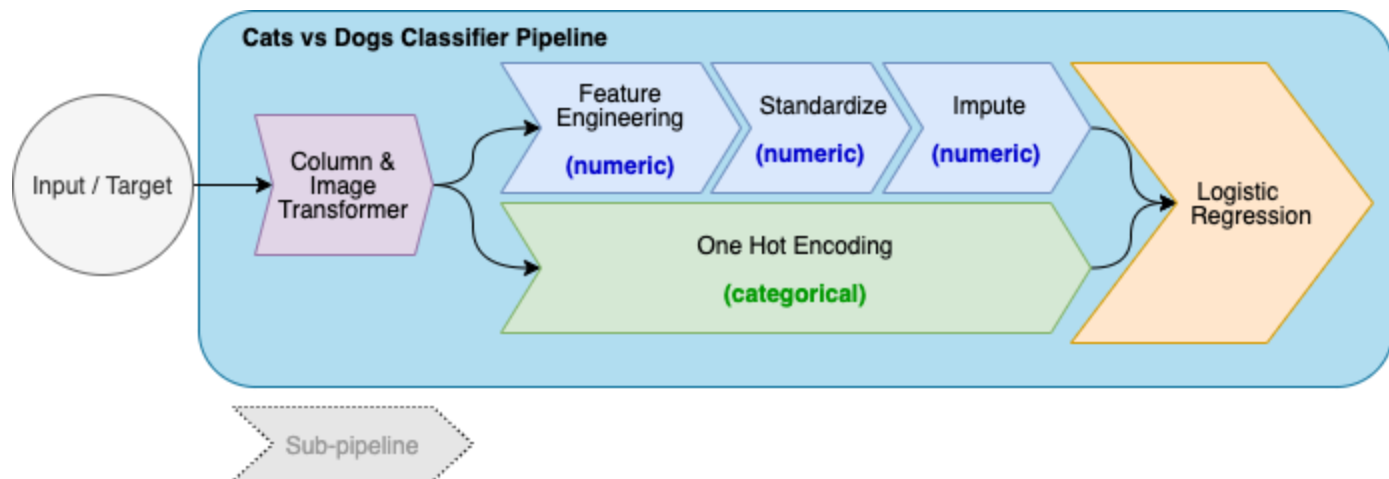 Cats vs Dogs Classifier Pipeline
Input / Target
Column &
Image
Transformer
Feature
Engineering
(numeric)
Standardize
(numeric)
Impute
(numeric)
One Hot Encoding
(categorical)
Logistic
Regression
Sub-pipeline